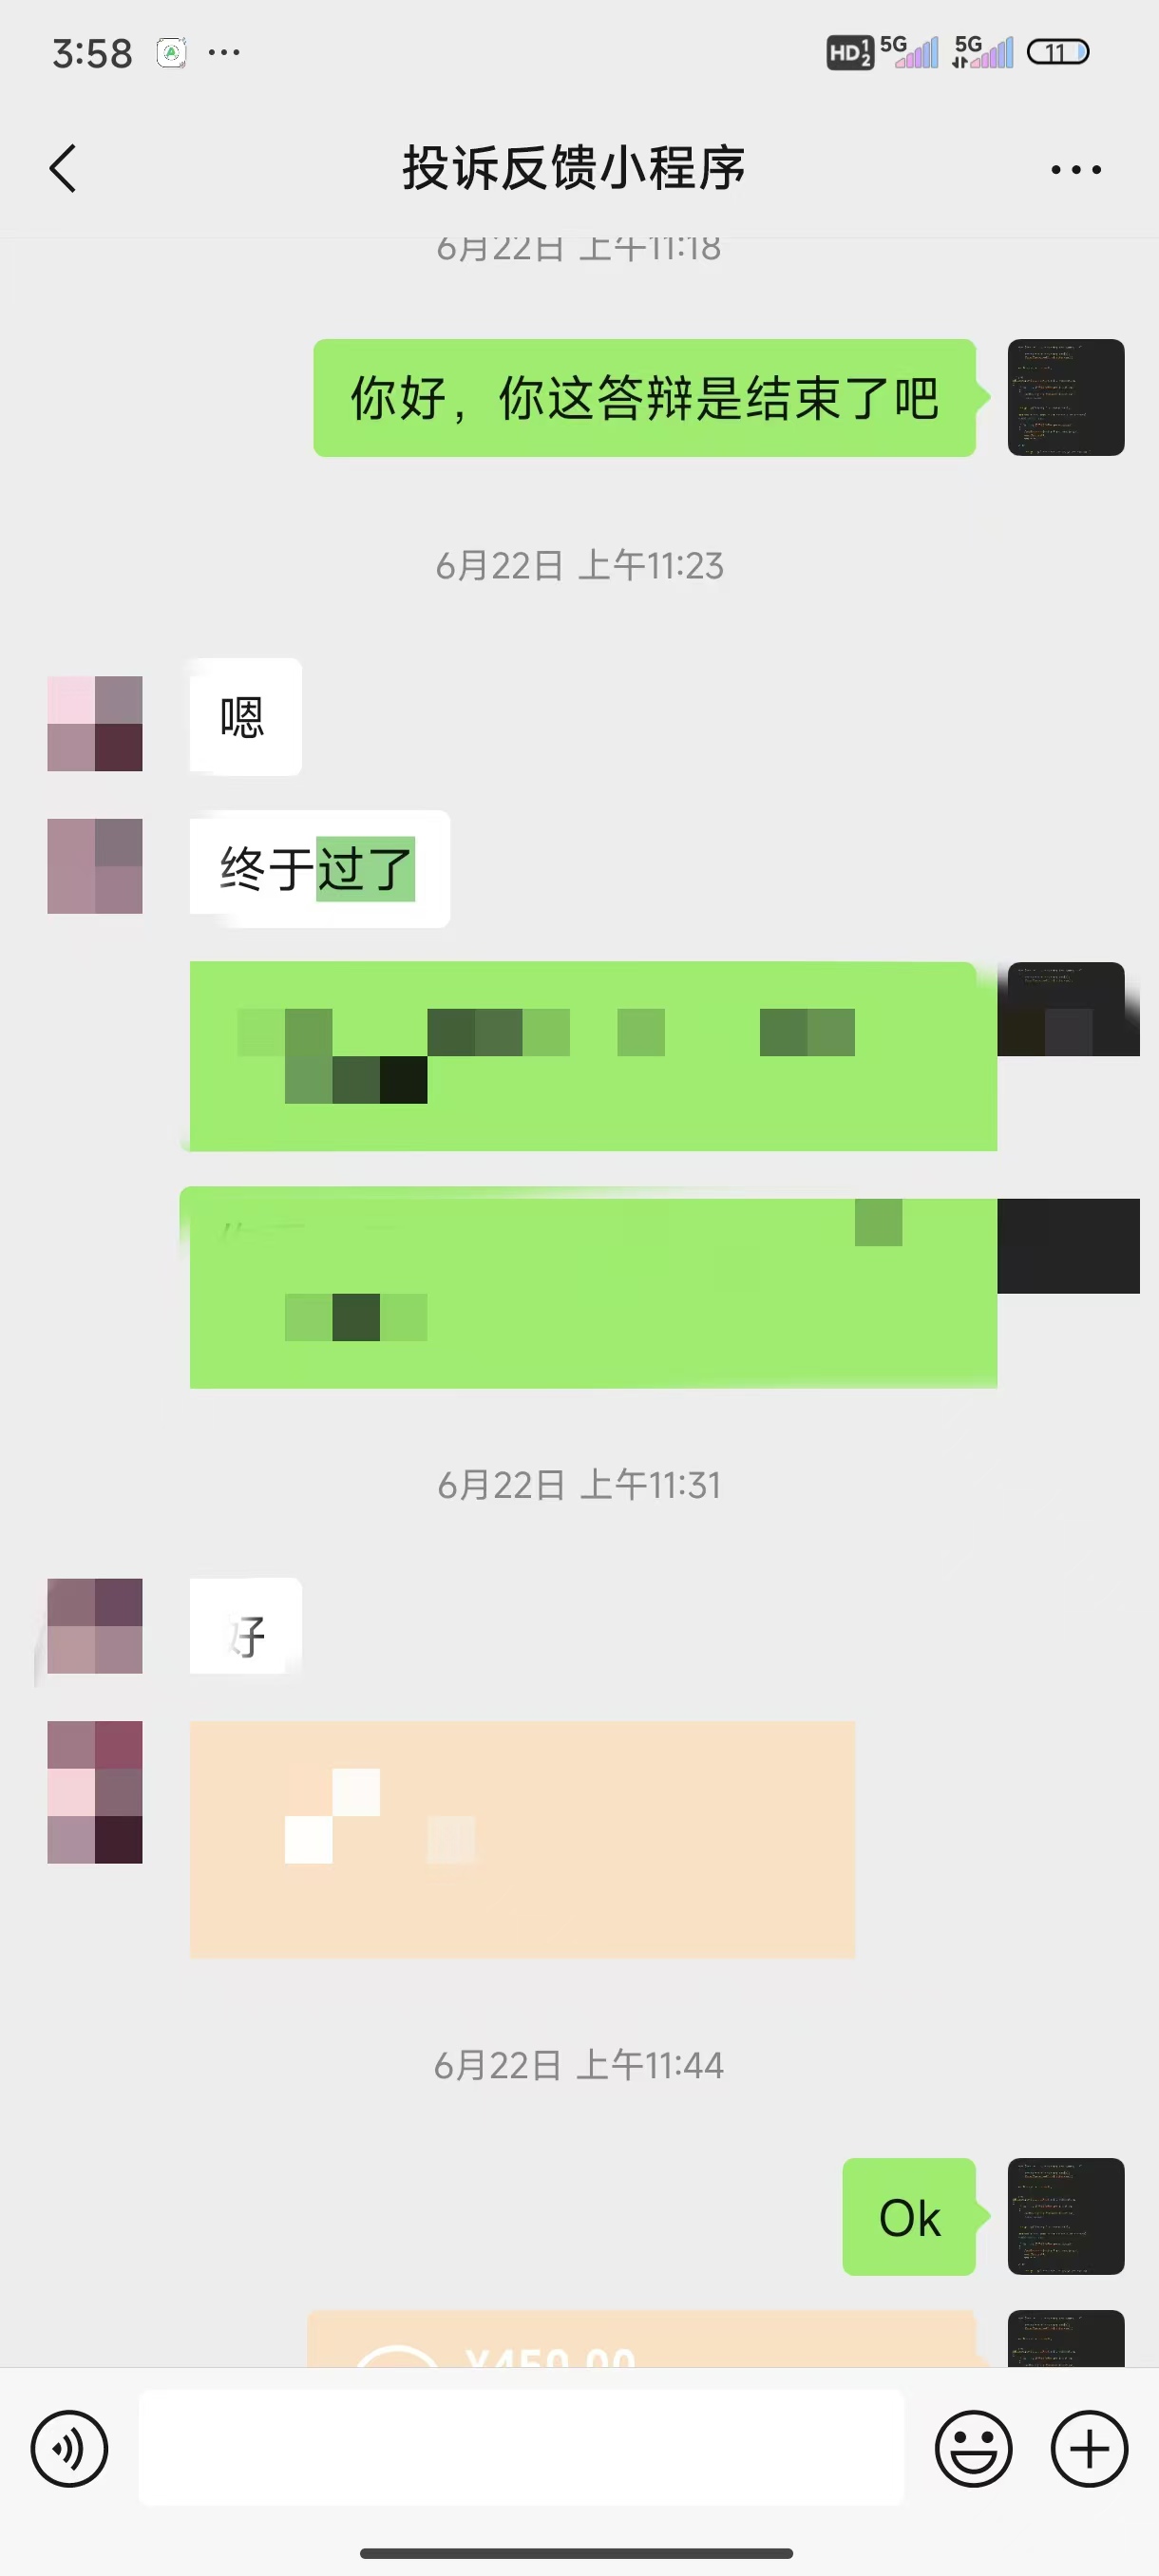 3:58
HD 1 2 5G 5G 11
投诉反馈小程序
6月22日 上午11:18
你好，你这答辩是结束了吧
6月22日 上午11:23
嗯
终于过了
6月22日 上午11:31
好
6月22日 上午11:44
Ok
¥450.00